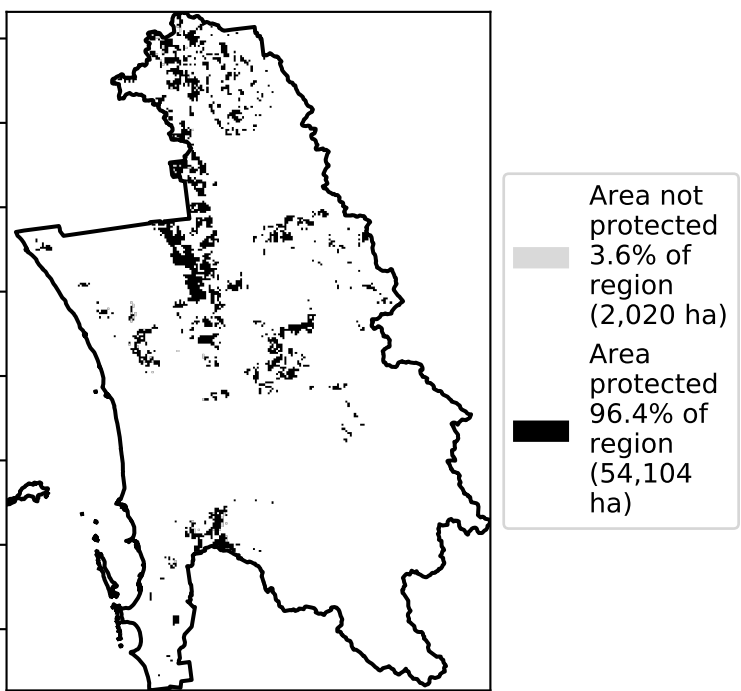 Area not
protected
3.6% of
region
(2,020 ha)
Area
protected
96.4% of
region
(54,104
ha)